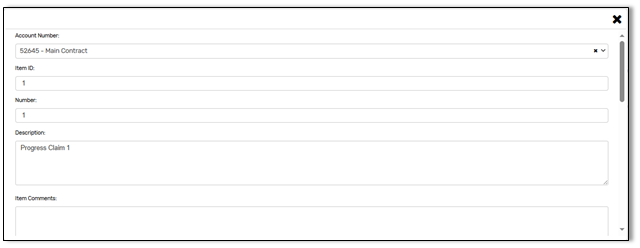 Account Number:
52645 - Main Contract
Item ID:
1
Number:
1
Description:
Progress Claim 1
Item Comments: